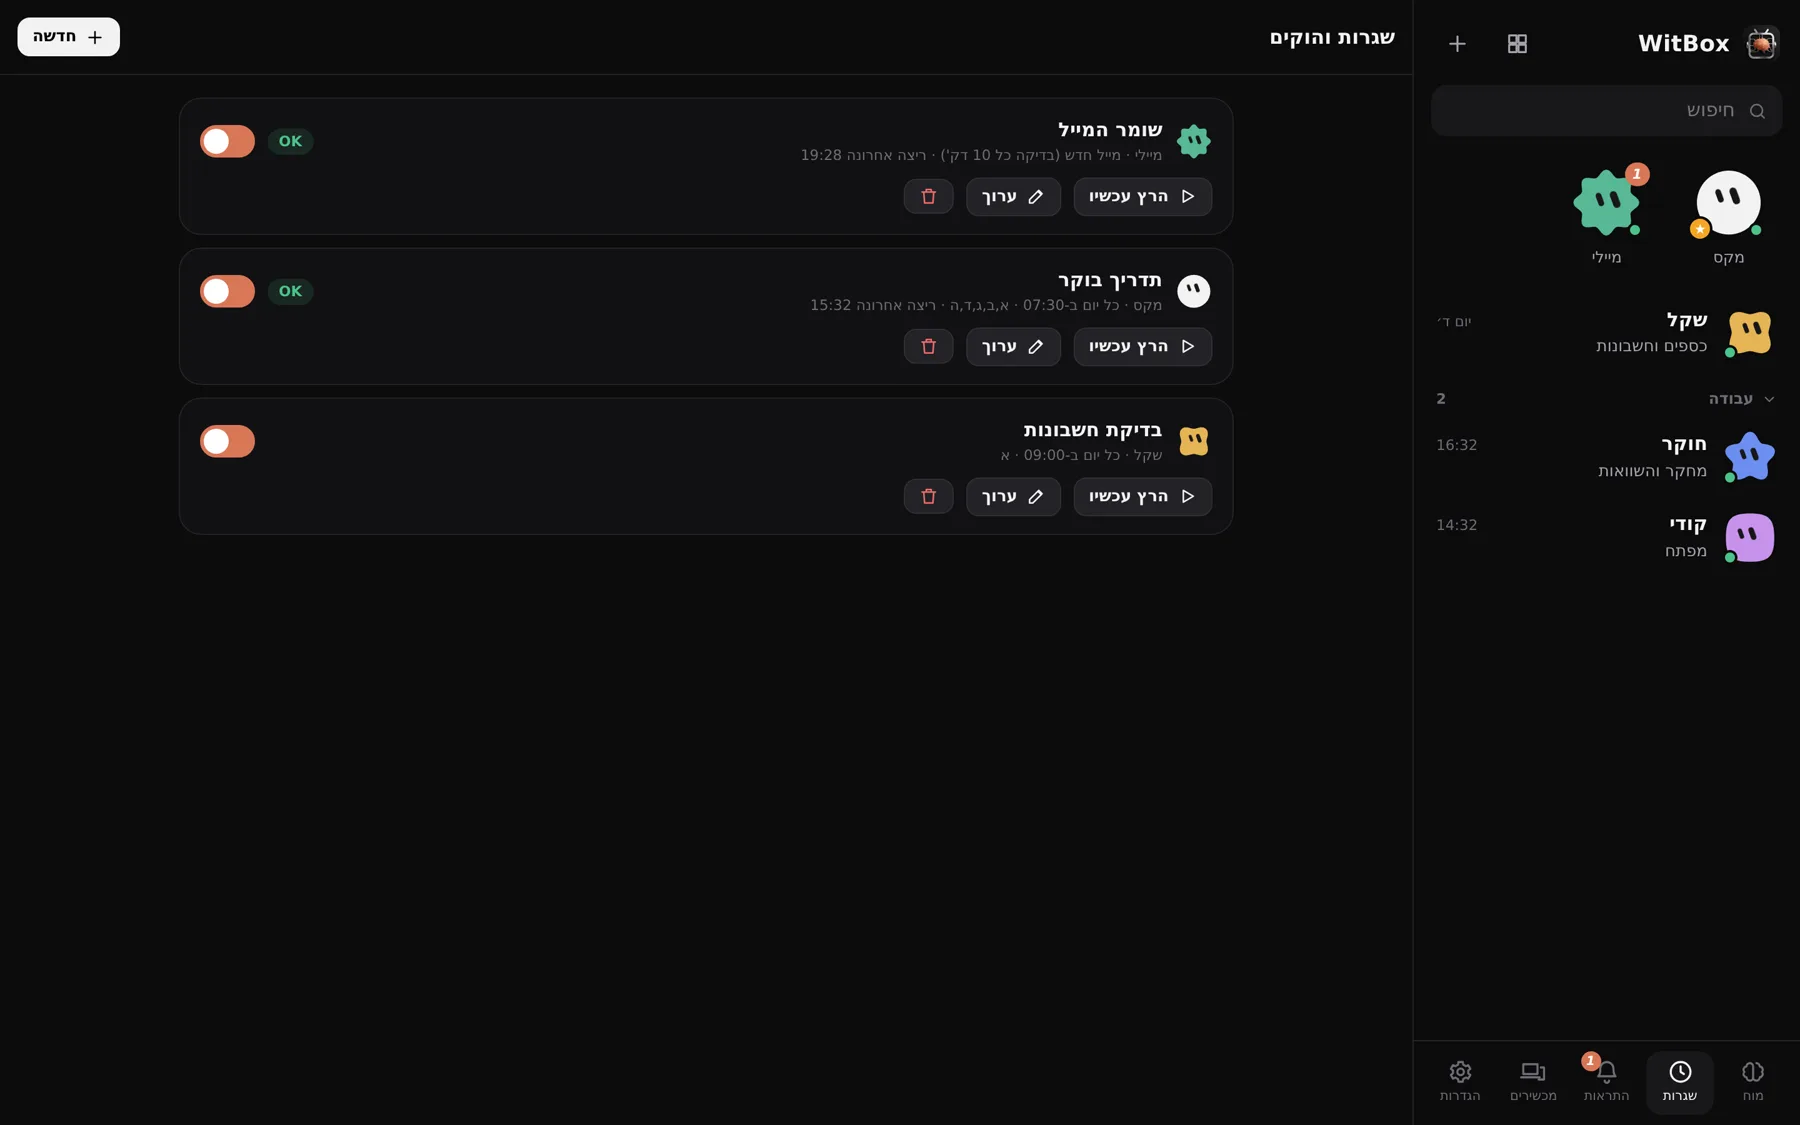 WitBox
חיפוש
1
מקס
מיילי
שקל
יום ד׳
כספים וחשבונות
עבודה
2
חוקר
16:32
מחקר והשוואות
קודי
14:32
מפתח
מוח
שגרות
1
התראות
מכשירים
הגדרות
שגרות והוקים
חדשה
שומר המייל
OK
מיילי · מייל חדש (בדיקה כל 10 דק') · ריצה אחרונה 19:28
הרץ עכשיו
ערוך
תדריך בוקר
OK
מקס · כל יום ב-07:30 · א,ב,ג,ד,ה · ריצה אחרונה 15:32
הרץ עכשיו
ערוך
בדיקת חשבונות
שקל · כל יום ב-09:00 · א
הרץ עכשיו
ערוך